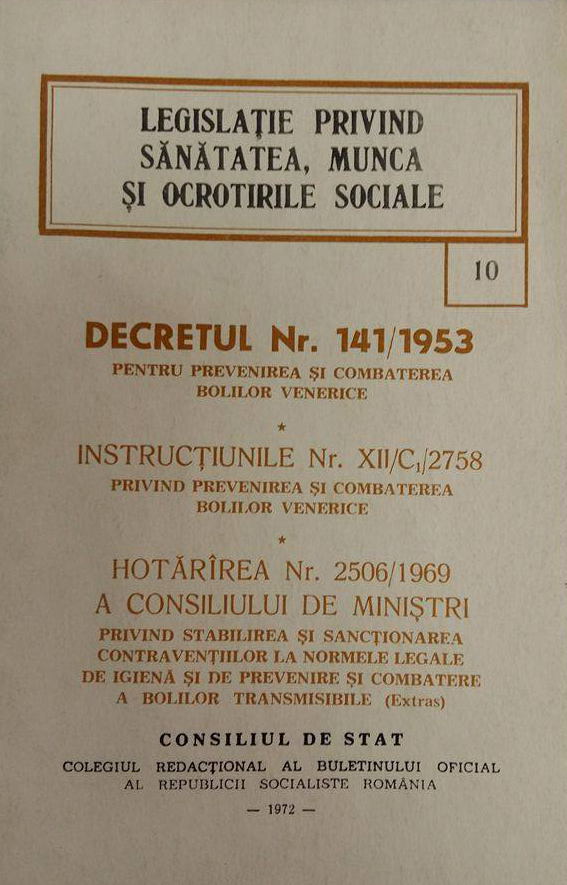 LEGISLAȚIE PRIVIND
SĂNĂTATEA, MUNCA
ȘI OCROTIRILE SOCIALE
10
DECRETUL Nr. 141/1953
PENTRU PREVENIREA ȘI COMBATEREA
BOLILOR VENERICE
*
INSTRUCȚIUNILE Nr. XII/C₁/2758
PRIVIND PREVENIREA ȘI COMBATEREA
BOLILOR VENERICE
*
HOTĂRÎREA Nr. 2506/1969
A CONSILIULUI DE MINIȘTRI
PRIVIND STABILIREA ȘI SANCȚIONAREA
CONTRAVENȚIILOR LA NORMELE LEGALE
DE IGIENĂ ȘI DE PREVENIRE ȘI COMBATERE
A BOLILOR TRANSMISIBILE (Extras)
CONSILIUL DE STAT
COLEGIUL REDACȚIONAL AL BULETINULUI OFICIAL
AL REPUBLICII SOCIALISTE ROMÂNIA
— 1972 —